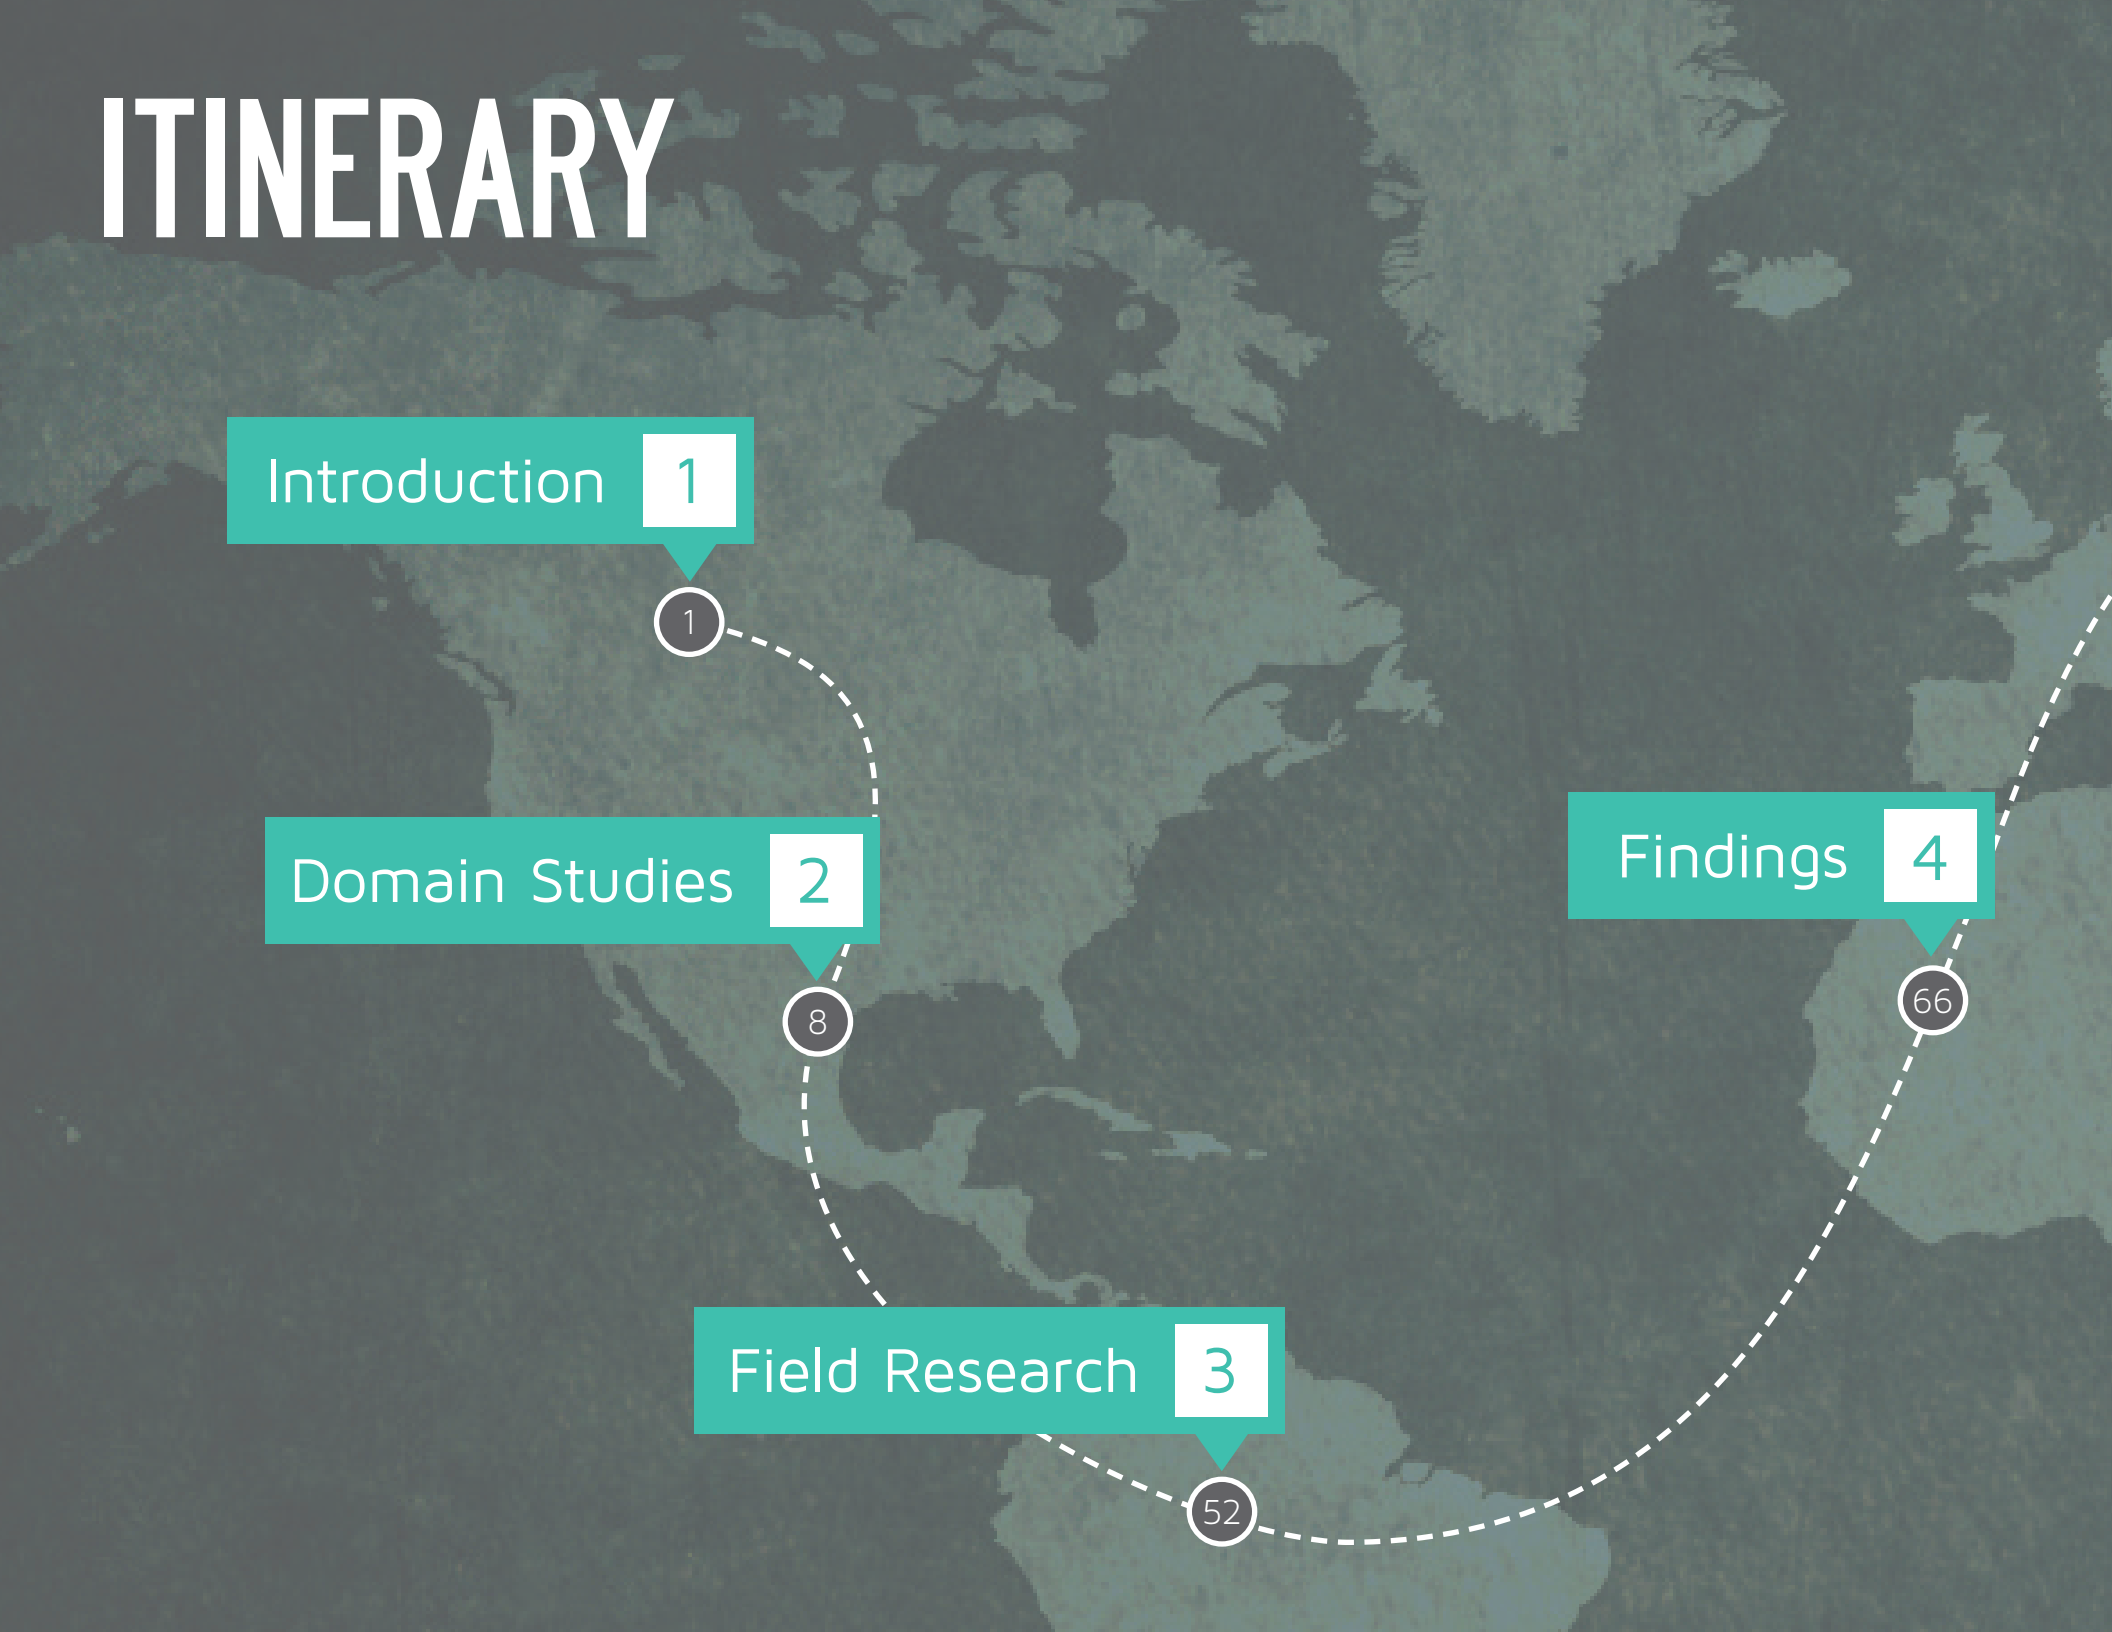 ITINERARY
Introduction 1
1
Domain Studies 2
8
Field Research 3
52
Findings 4
66